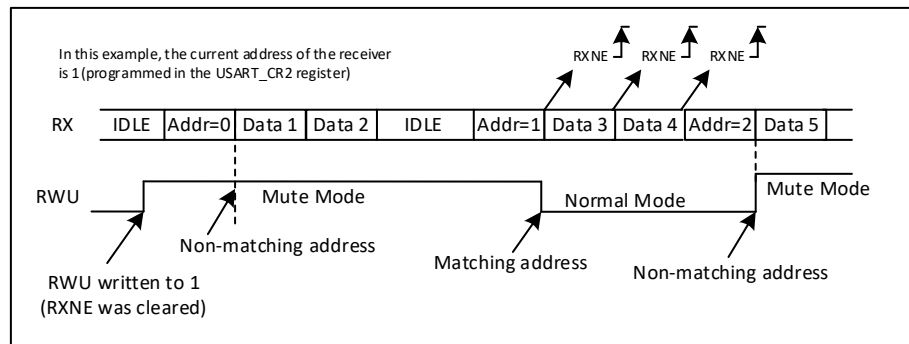 In this example, the current address of the receiver
is 1(programmed in the USART_CR2 register)
RXNE RXNE RXNE
RX IDLE Addr=0 Data 1 Data 2 IDLE Addr=1 Data 3 Data 4 Addr=2 Data 5
RWU Mute Mode Normal Mode Mute Mode
Non-matching address Matching address Non-matching address
RWU written to 1
(RXNE was cleared)